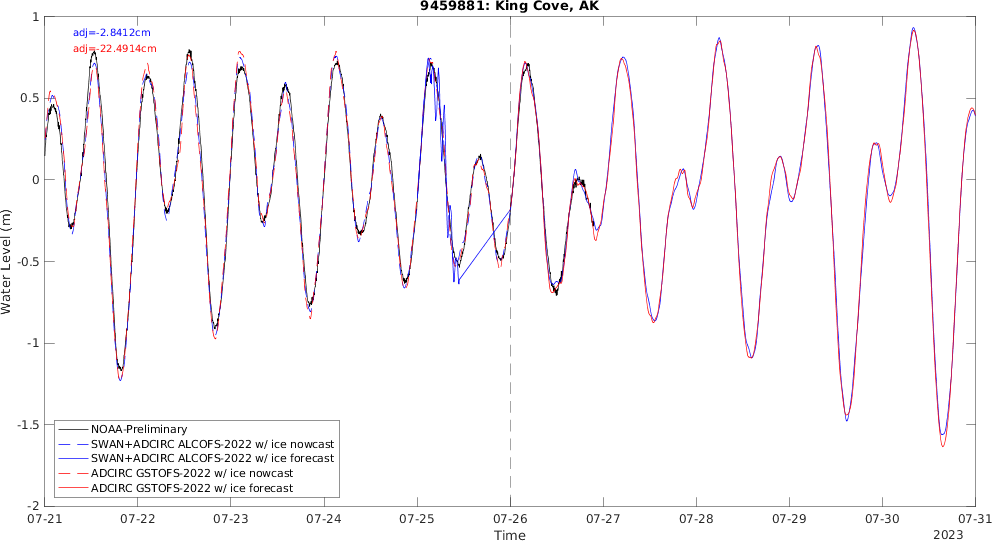 9459881: King Cove, AK
adj=-2.8412cm
adj=-22.4914cm
1
0.5
0
-0.5
-1
-1.5
-2
Water Level (m)
NOAA-Preliminary
SWAN+ADCIRC ALCOFS-2022 w/ ice nowcast
SWAN+ADCIRC ALCOFS-2022 w/ ice forecast
ADCIRC GSTOFS-2022 w/ ice nowcast
ADCIRC GSTOFS-2022 w/ ice forecast
07-21 07-22 07-23 07-24 07-25 07-26 07-27 07-28 07-29 07-30 07-31
Time
2023